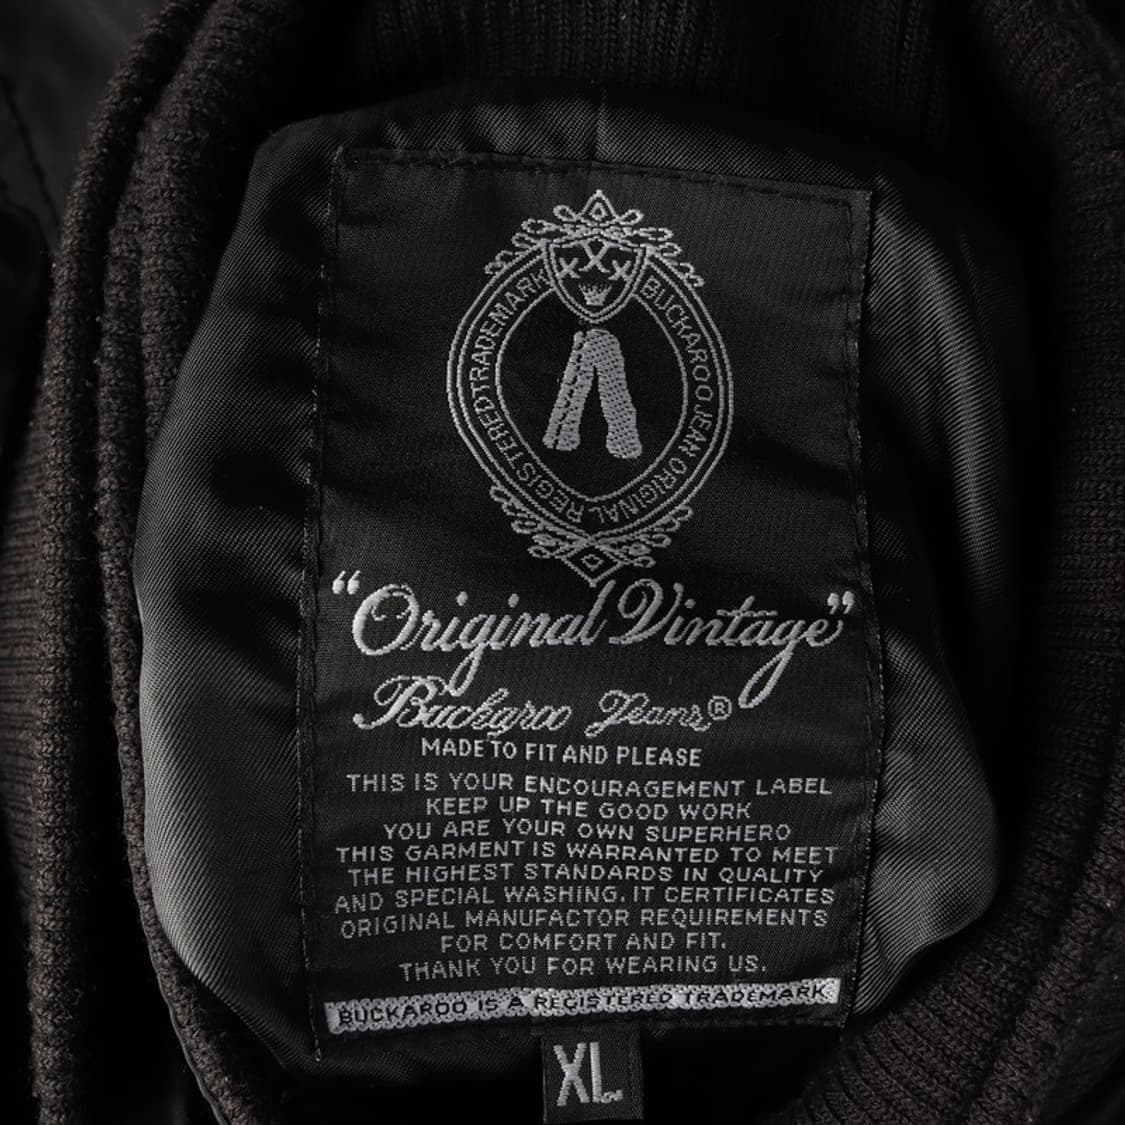 XXX
BUCKAROO JEAN ORIGINAL REGISTERED TRADEMARK
“Original Vintage”
Buckaroo Jeans®
MADE TO FIT AND PLEASE
THIS IS YOUR ENCOURAGEMENT LABEL
KEEP UP THE GOOD WORK
YOU ARE YOUR OWN SUPERHERO
THIS GARMENT IS WARRANTED TO MEET
THE HIGHEST STANDARDS IN QUALITY
AND SPECIAL WASHING. IT CERTIFICATES
ORIGINAL MANUFACTOR REQUIREMENTS
FOR COMFORT AND FIT.
THANK YOU FOR WEARING US.
BUCKAROO IS A REGISTERED TRADEMARK
XL